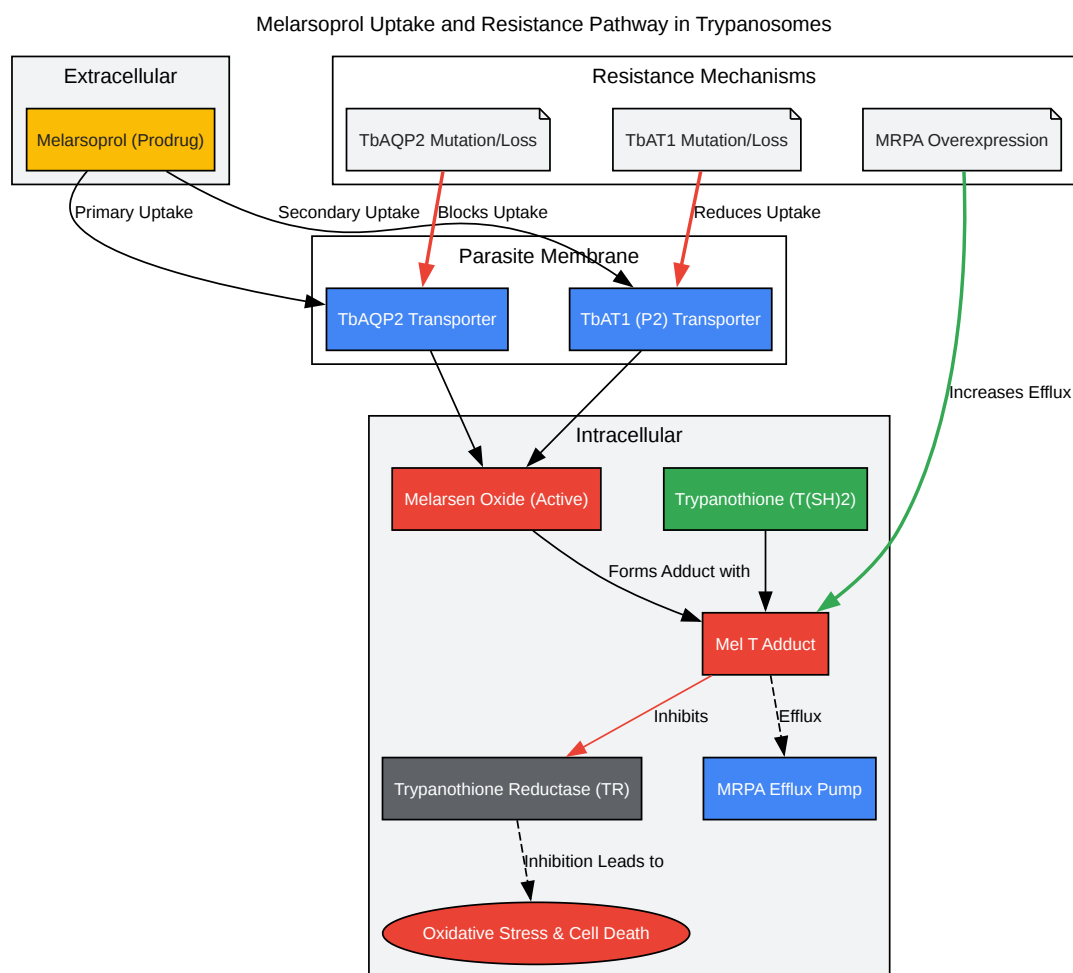 Melarsoprol Uptake and Resistance Pathway in Trypanosomes
Extracellular
Resistance Mechanisms
Melarsoprol (Prodrug)
TbAQP2 Mutation/Loss
TbAT1 Mutation/Loss
MRPA Overexpression
Primary Uptake
Secondary Uptake
Blocks Uptake
Reduces Uptake
Parasite Membrane
TbAQP2 Transporter
TbAT1 (P2) Transporter
Increases Efflux
Intracellular
Melarsen Oxide (Active)
Trypanothione (T(SH)2)
Forms Adduct with
Mel T Adduct
Inhibits
Efflux
Trypanothione Reductase (TR)
MRPA Efflux Pump
Inhibition Leads to
Oxidative Stress & Cell Death